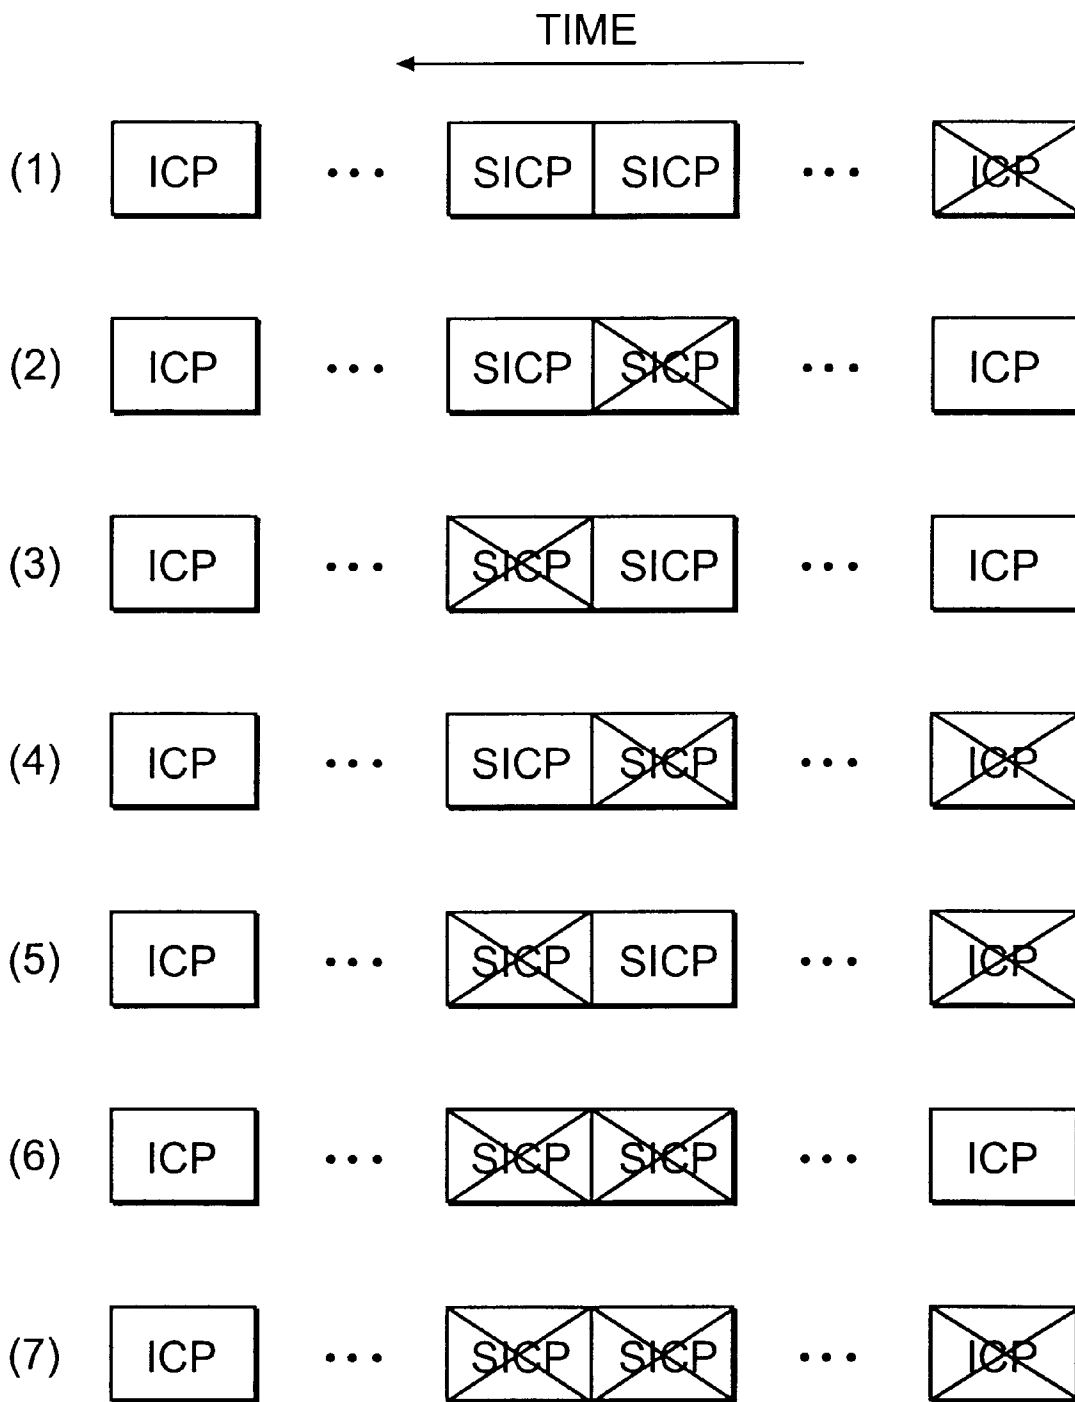 TIME
(1) ICP ... SICP SICP ... ICP
(2) ICP ... SICP SICP ... ICP
(3) ICP ... SICP SICP ... ICP
(4) ICP ... SICP SICP ... ICP
(5) ICP ... SICP SICP ... ICP
(6) ICP ... SICP SICP ... ICP
(7) ICP ... SICP SICP ... ICP